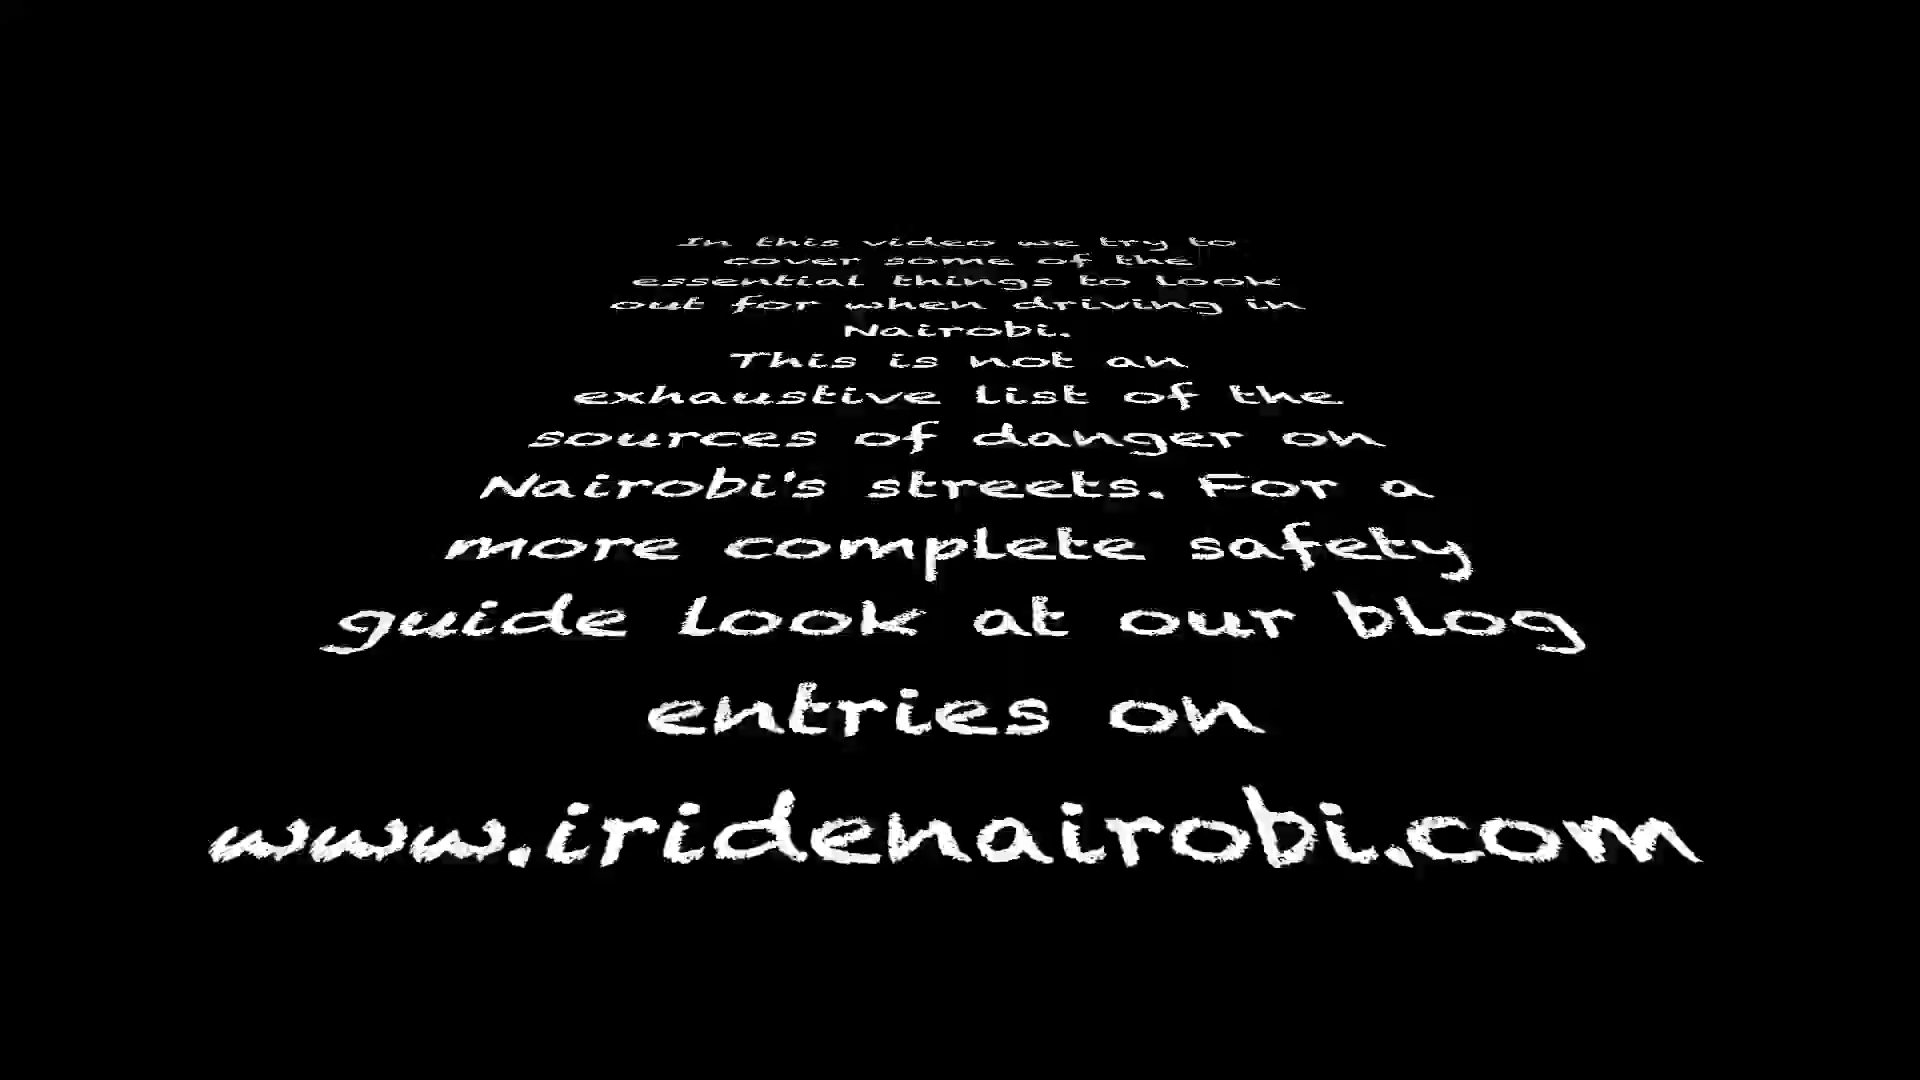 In this video we try to
cover some of the
essential things to look
out for when driving in
Nairobi.
This is not an
exhaustive list of the
sources of danger on
Nairobi's streets. For a
more complete safety
guide look at our blog
entries on
www.iridenairobi.com